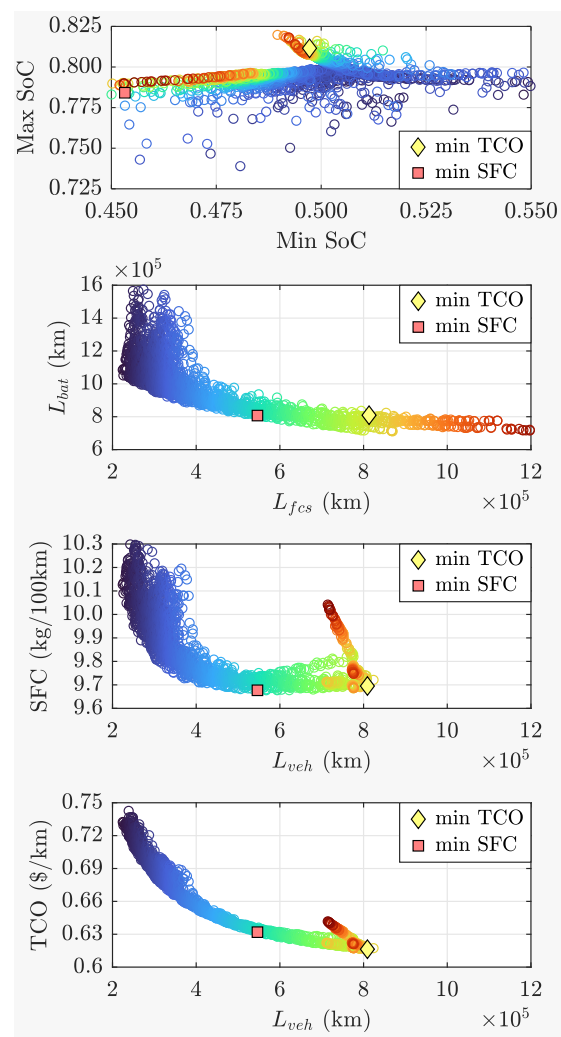 0.825
0.800
0.775
0.750
0.725
Max SoC
min TCO
min SFC
0.450 0.475 0.500 0.525 0.550
Min SoC
×10⁵
16
14
12
10
8
6
L_bat (km)
min TCO
min SFC
2 4 6 8 10 12
L_fcs (km) ×10⁵
10.3
10.1
10.0
9.9
9.8
9.7
9.6
SFC (kg/100km)
min TCO
min SFC
2 4 6 8 10 12
L_veh (km) ×10⁵
0.75
0.72
0.69
0.66
0.63
0.6
TCO ($/km)
min TCO
min SFC
2 4 6 8 10 12
L_veh (km) ×10⁵